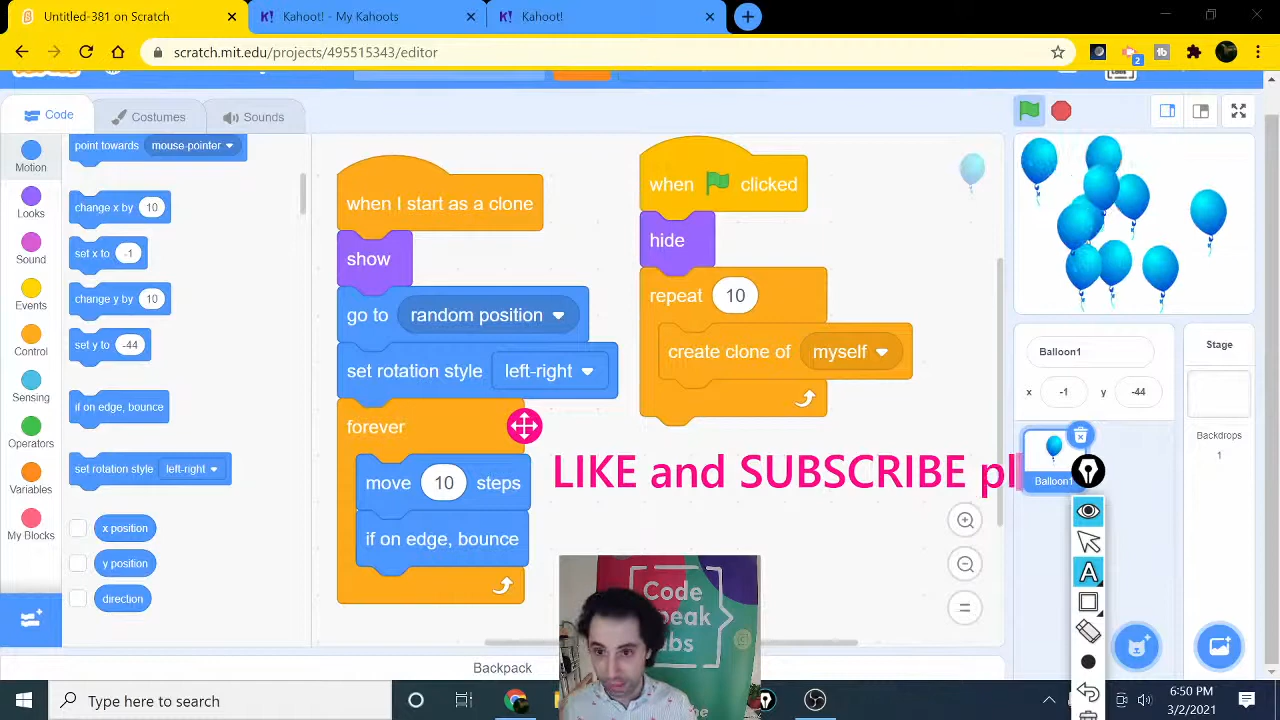 Untitled-381 on Scratch
Kahoot! - My Kahoots
Kahoot!
scratch.mit.edu/projects/495515343/editor
2
Code
Costumes
Sounds
Motion
Looks
Sound
Events
Control
Sensing
Operators
Variables
My Blocks
point towards mouse-pointer
change x by 10
set x to -1
change y by 10
set y to -44
if on edge, bounce
set rotation style left-right
x position
y position
direction
when I start as a clone
show
go to random position
set rotation style left-right
forever
move 10 steps
if on edge, bounce
when clicked
hide
repeat 10
create clone of myself
LIKE and SUBSCRIBE pl
Code
peak
abs
Backpack
Balloon1
x -1 y -44
Balloon1
Stage
Backdrops
1
A
Type here to search
6:50 PM
3/2/2021